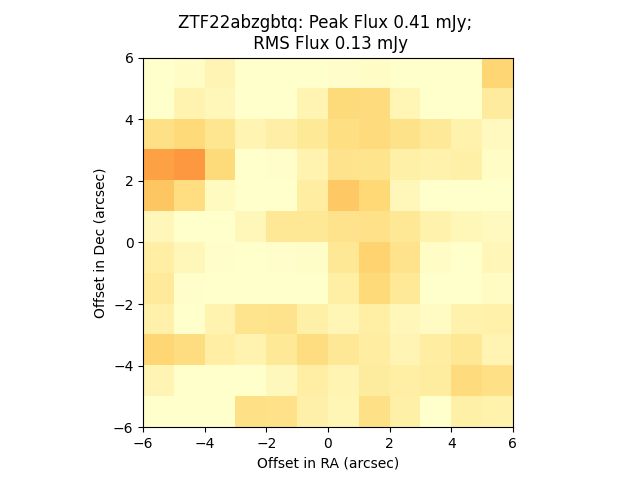 ZTF22abzgbtq: Peak Flux 0.41 mJy;
RMS Flux 0.13 mJy
6
4
2
0
−2
−4
−6
Offset in Dec (arcsec)
−6 −4 −2 0 2 4 6
Offset in RA (arcsec)